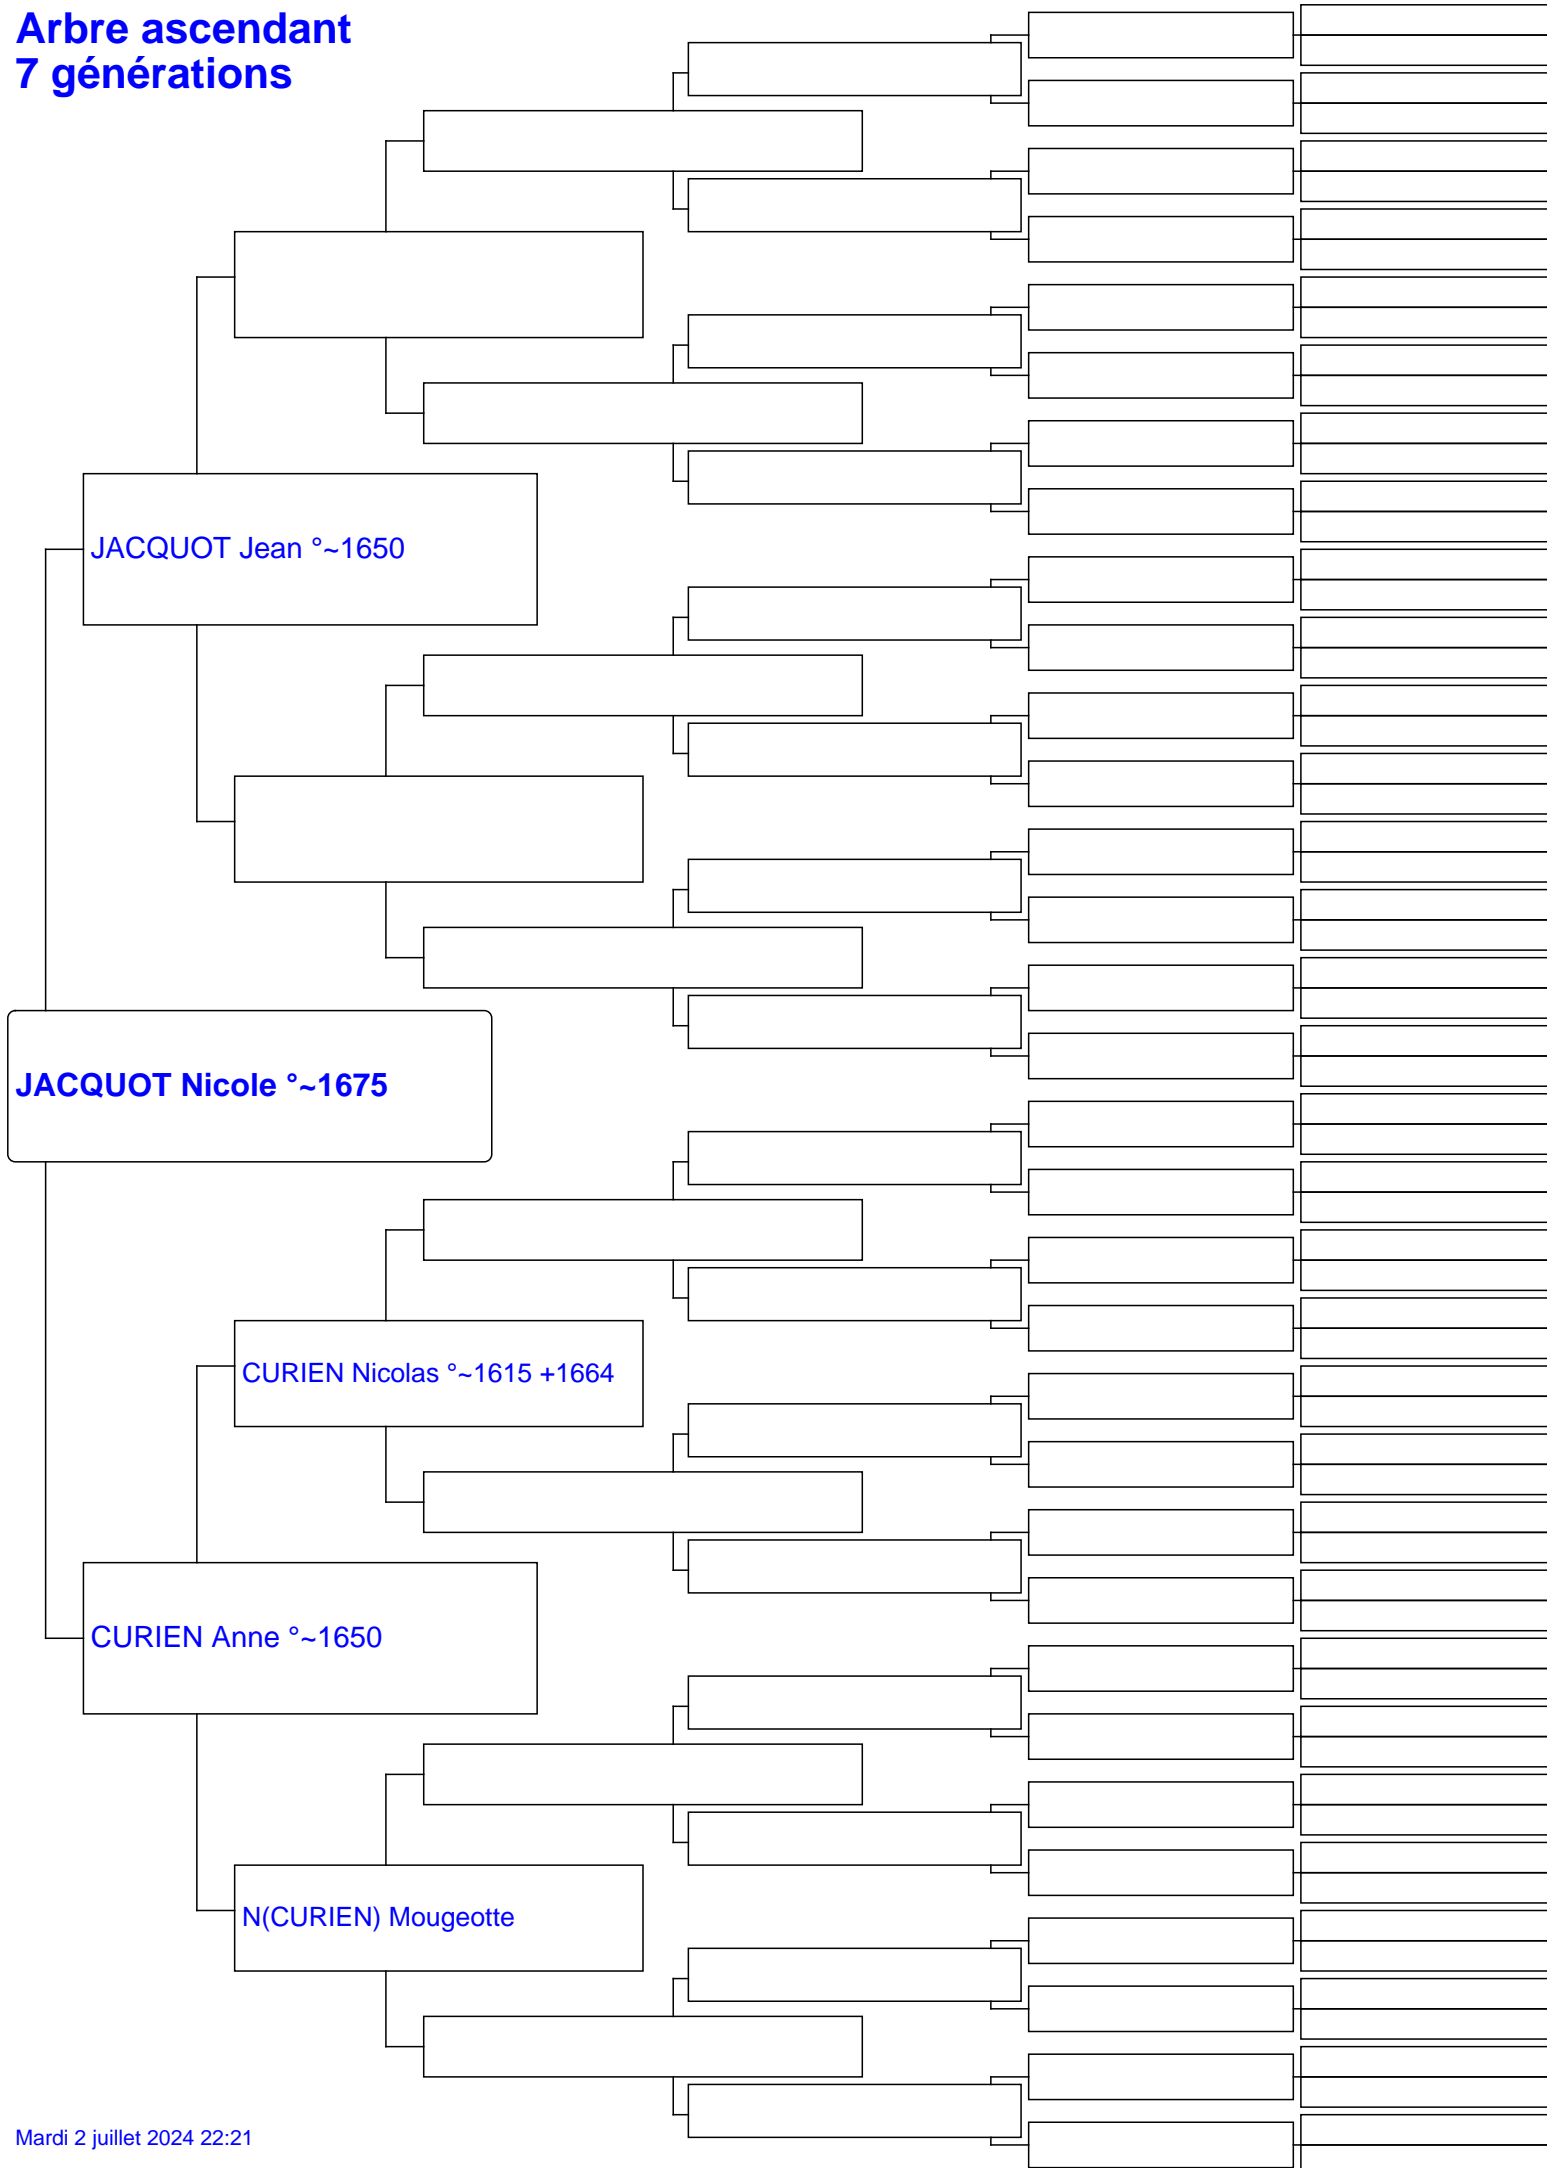 Arbre ascendant
7 générations
JACQUOT Jean °~1650
JACQUOT Nicole °~1675
CURIEN Nicolas °~1615 +1664
CURIEN Anne °~1650
N(CURIEN) Mougeotte
Mardi 2 juillet 2024 22:21